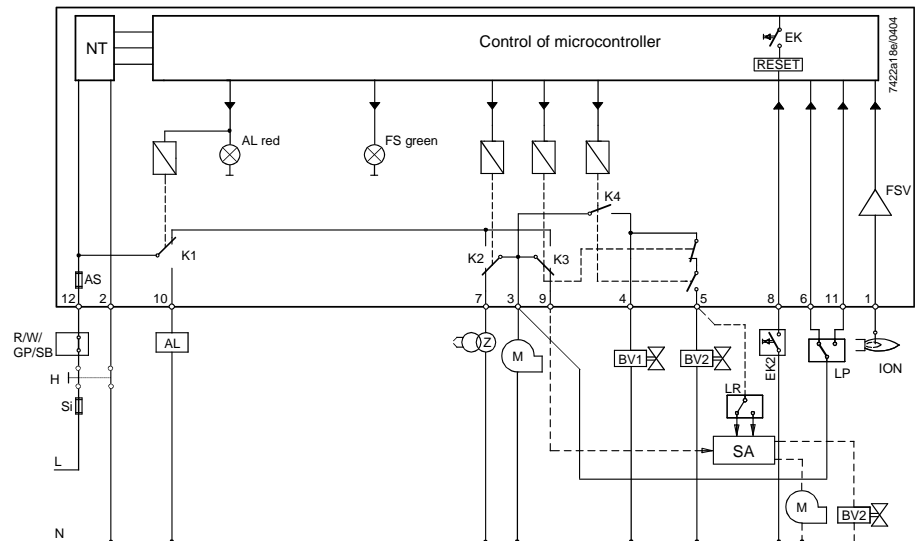 NT
Control of microcontroller
EK
RESET
7422a18e/0404
AL red
FS green
FSV
K4
K1
K2
K3
AS
12
2
10
7
3
9
4
5
8
6
11
1
R/W/
GP/SB
AL
Z
M
BV1
BV2
EK2
LP
ION
H
LR
Si
SA
L
M
BV2
N